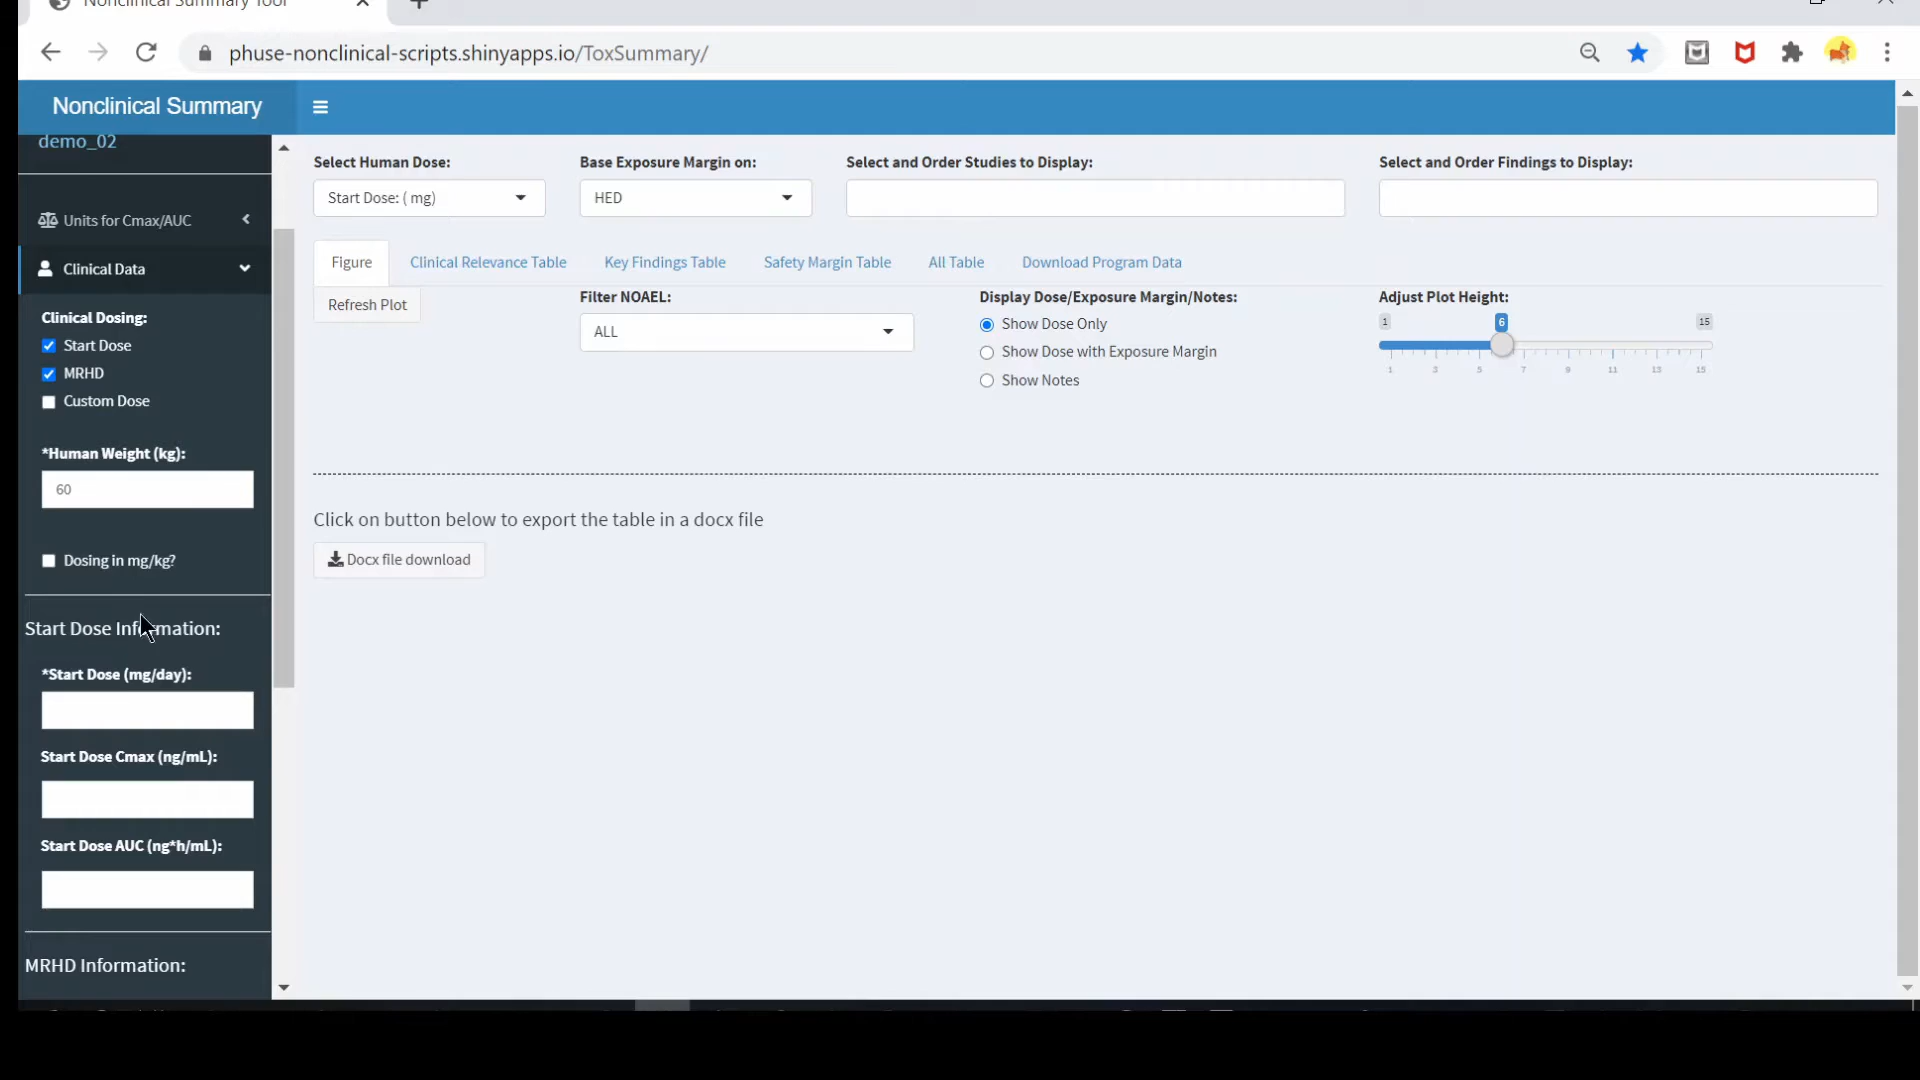 Nonclinical Summary Tool
phuse-nonclinical-scripts.shinyapps.io/ToxSummary/
Nonclinical Summary
demo_02
Units for Cmax/AUC
Clinical Data
Clinical Dosing:
Start Dose
MRHD
Custom Dose
*Human Weight (kg):
60
Dosing in mg/kg?
Start Dose Information:
*Start Dose (mg/day):
Start Dose Cmax (ng/mL):
Start Dose AUC (ng*h/mL):
MRHD Information:
Select Human Dose:
Start Dose: ( mg)
Base Exposure Margin on:
HED
Select and Order Studies to Display:
Select and Order Findings to Display:
Figure
Clinical Relevance Table
Key Findings Table
Safety Margin Table
All Table
Download Program Data
Refresh Plot
Filter NOAEL:
ALL
Display Dose/Exposure Margin/Notes:
Show Dose Only
Show Dose with Exposure Margin
Show Notes
Adjust Plot Height:
1 6 15
1 3 5 7 9 11 13 15
Click on button below to export the table in a docx file
Docx file download